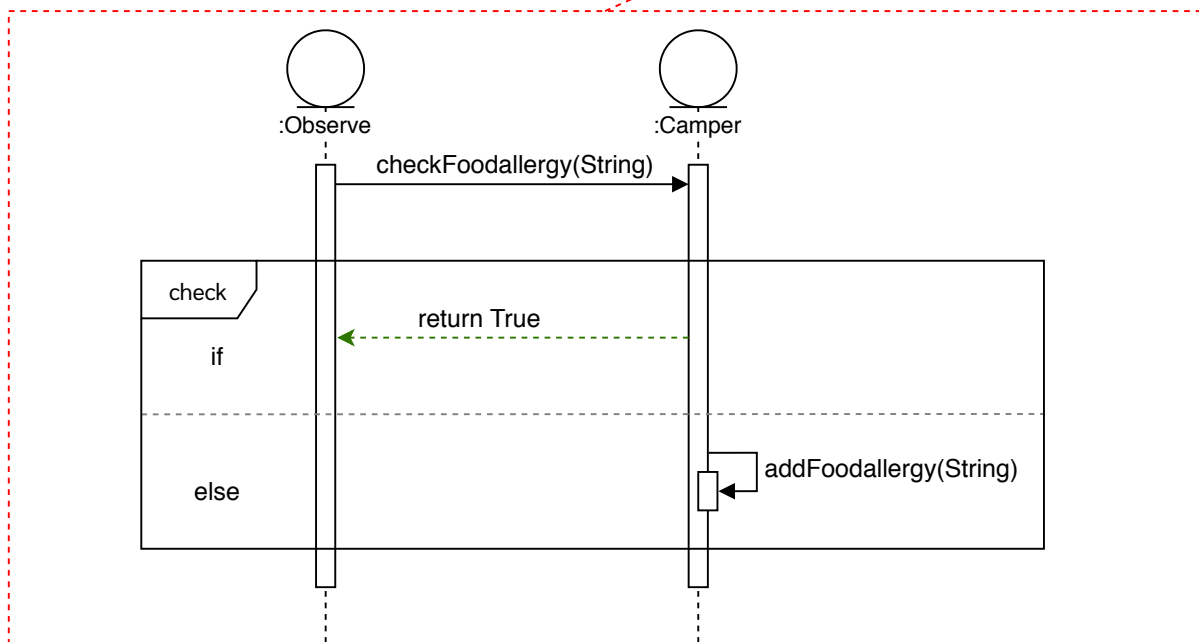 :Observe
:Camper
checkFoodallergy(String)
check
return True
if
addFoodallergy(String)
else